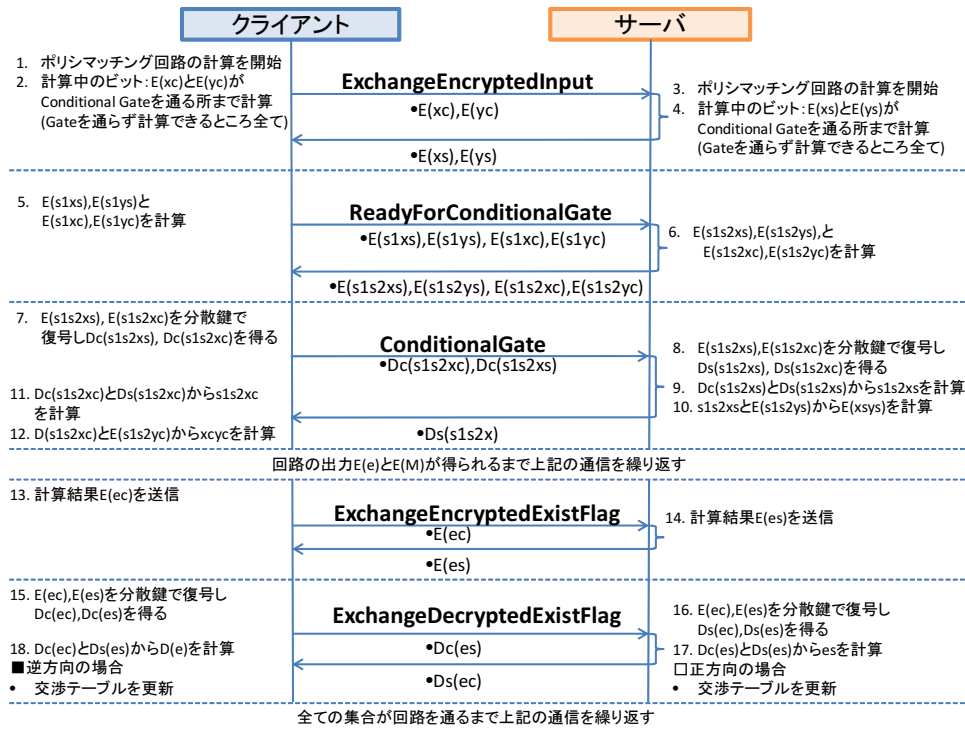 クライアント
サーバ
1. ポリシマッチング回路の計算を開始
2. 計算中のビット:E(xc)とE(yc)が
Conditional Gateを通る所まで計算
(Gateを通らず計算できるところ全て)
ExchangeEncryptedInput
•E(xc),E(yc)
•E(xs),E(ys)
3. ポリシマッチング回路の計算を開始
4. 計算中のビット:E(xs)とE(ys)が
Conditional Gateを通る所まで計算
(Gateを通らず計算できるところ全て)
5. E(s1xs),E(s1ys)と
E(s1xc),E(s1yc)を計算
ReadyForConditionalGate
•E(s1xs),E(s1ys), E(s1xc),E(s1yc)
•E(s1s2xs),E(s1s2ys), E(s1s2xc),E(s1s2yc)
6. E(s1s2xs),E(s1s2ys),と
E(s1s2xc),E(s1s2yc)を計算
7. E(s1s2xs), E(s1s2xc)を分散鍵で
復号しDc(s1s2xs), Dc(s1s2xc)を得る
ConditionalGate
•Dc(s1s2xc),Dc(s1s2xs)
8. E(s1s2xs),E(s1s2xc)を分散鍵で復号し
Ds(s1s2xs), Ds(s1s2xc)を得る
9. Dc(s1s2xs)とDs(s1s2xs)からs1s2xsを計算
10. s1s2xsとE(s1s2ys)からE(xsys)を計算
11. Dc(s1s2xc)とDs(s1s2xc)からs1s2xc
を計算
12. D(s1s2xc)とE(s1s2yc)からxcycを計算
•Ds(s1s2x)
回路の出力E(e)とE(M)が得られるまで上記の通信を繰り返す
13. 計算結果E(ec)を送信
ExchangeEncryptedExistFlag
•E(ec)
•E(es)
14. 計算結果E(es)を送信
15. E(ec),E(es)を分散鍵で復号し
Dc(ec),Dc(es)を得る
ExchangeDecryptedExistFlag
•Dc(es)
•Ds(ec)
16. E(ec),E(es)を分散鍵で復号し
Ds(ec),Ds(es)を得る
17. Dc(es)とDs(es)からesを計算
□正方向の場合
• 交渉テーブルを更新
18. Dc(ec)とDs(es)からD(e)を計算
■逆方向の場合
• 交渉テーブルを更新
全ての集合が回路を通るまで上記の通信を繰り返す